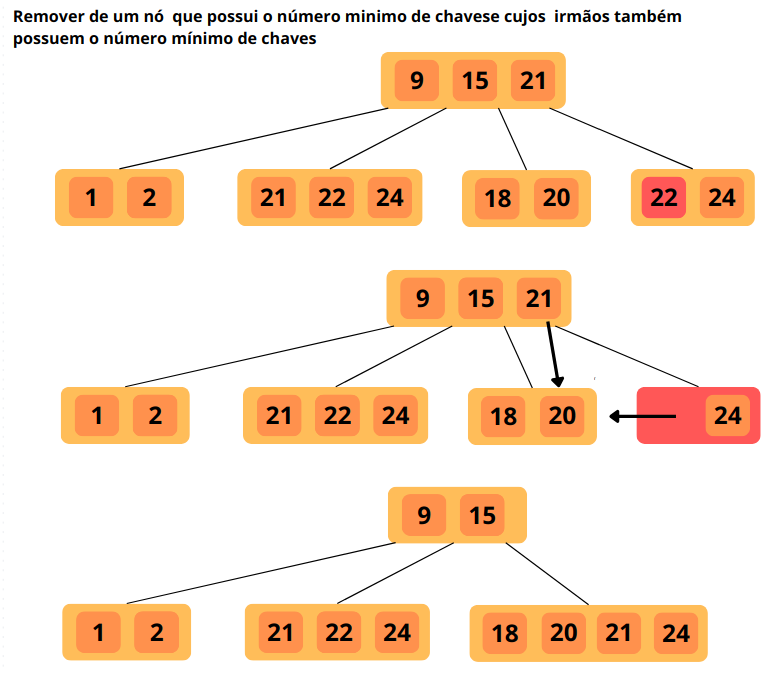 Remover de um nó que possui o número minimo de chavese cujos irmãos também
possuem o número mínimo de chaves
9 15 21
1 2 21 22 24 18 20 22 24
9 15 21
1 2 21 22 24 18 20 24
9 15
1 2 21 22 24 18 20 21 24